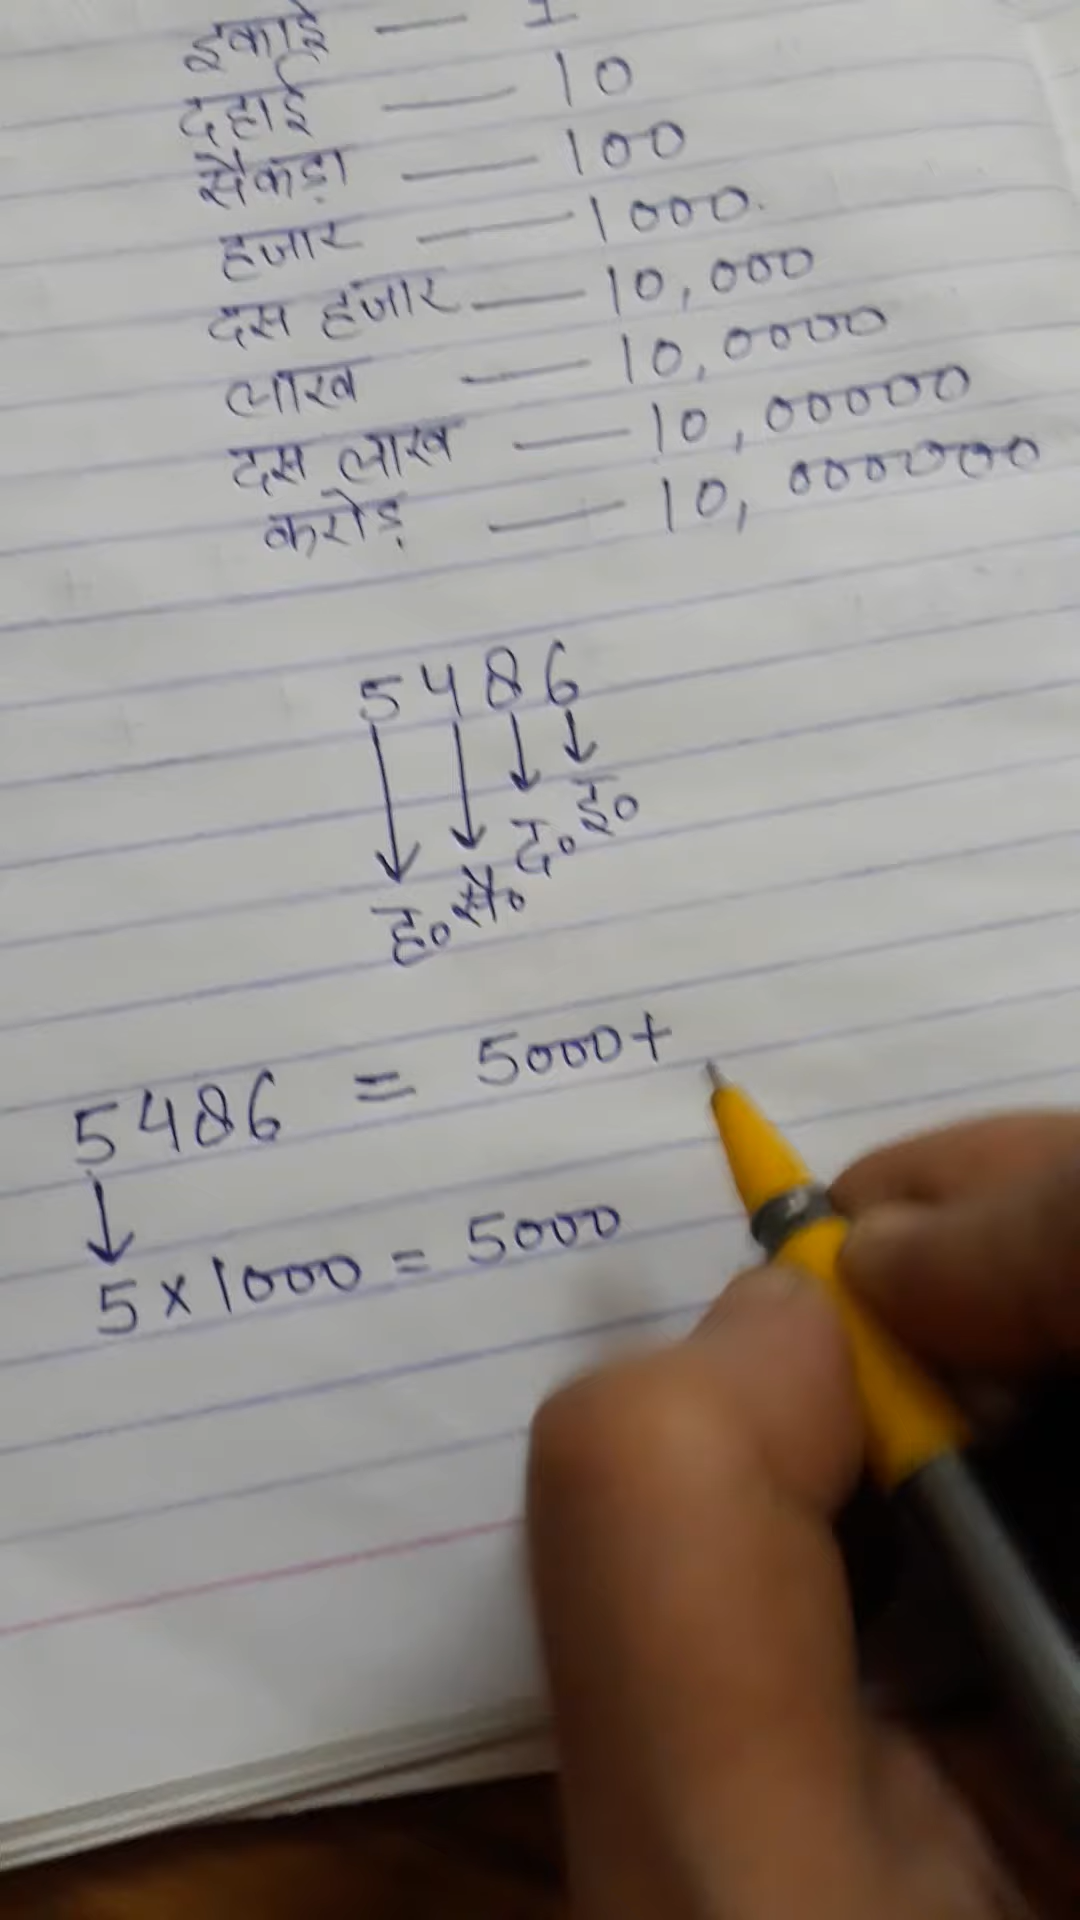 इकाई — 1
दहाई — 10
सैकड़ा — 100
हजार — 1000.
दस हजार — 10,000
लाख — 10,0000
दस लाख — 10,00000
करोड़ — 10,000000
5486
ह० सै० द० इ०
5486 = 5000+
5×1000 = 5000